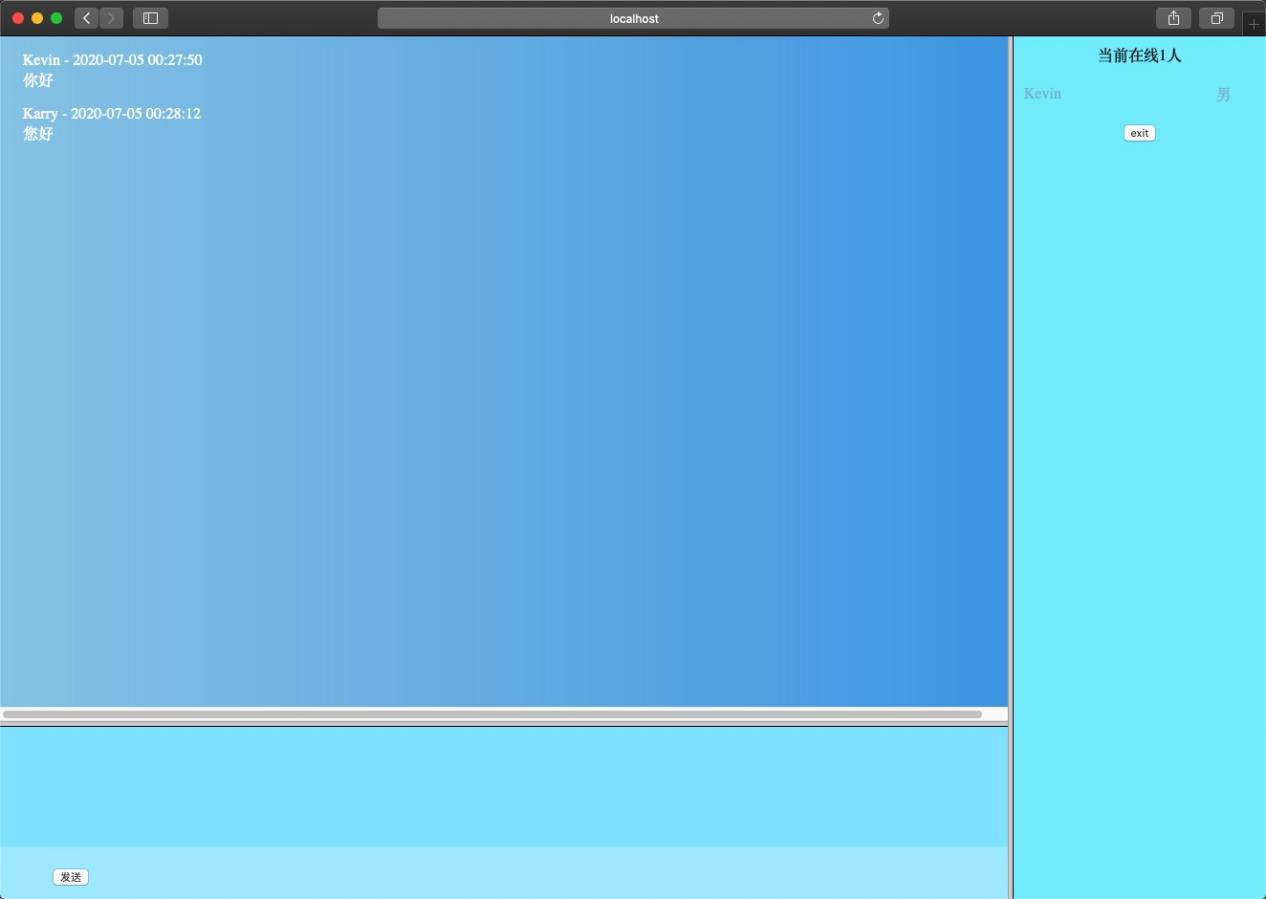 localhost
Kevin - 2020-07-05 00:27:50
你好
Karry - 2020-07-05 00:28:12
您好
当前在线1人
Kevin 男
exit
发送